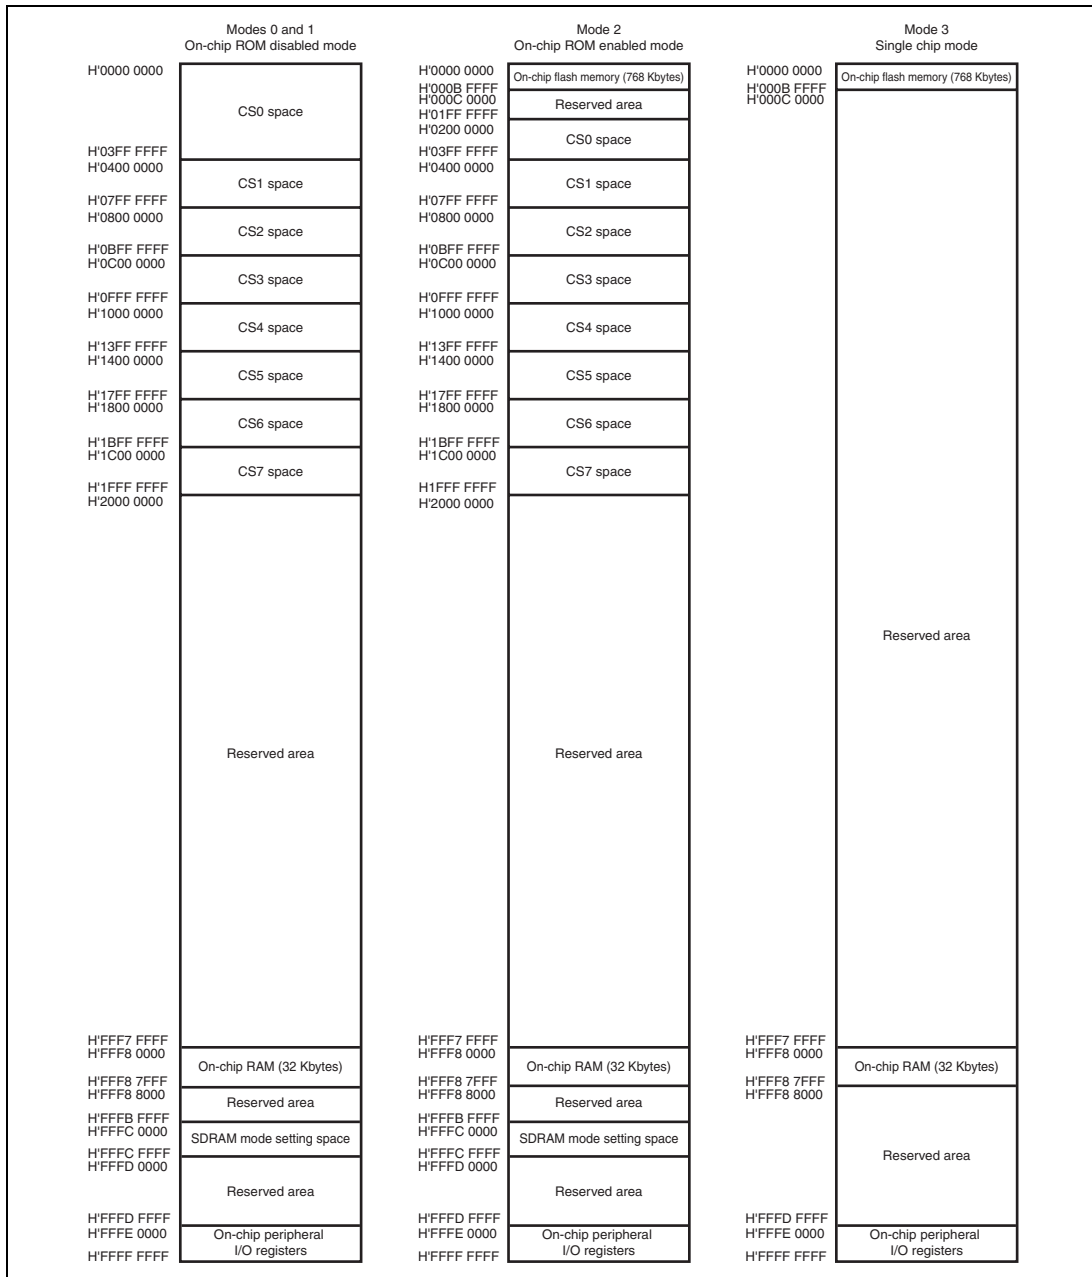 Modes 0 and 1
On-chip ROM disabled mode
H'0000 0000
CS0 space
H'03FF FFFF
H'0400 0000
CS1 space
H'07FF FFFF
H'0800 0000
CS2 space
H'0BFF FFFF
H'0C00 0000
CS3 space
H'0FFF FFFF
H'1000 0000
CS4 space
H'13FF FFFF
H'1400 0000
CS5 space
H'17FF FFFF
H'1800 0000
CS6 space
H'1BFF FFFF
H'1C00 0000
CS7 space
H'1FFF FFFF
H'2000 0000
Reserved area
H'FFF7 FFFF
H'FFF8 0000
On-chip RAM (32 Kbytes)
H'FFF8 7FFF
H'FFF8 8000
Reserved area
H'FFFB FFFF
H'FFFC 0000
SDRAM mode setting space
H'FFFC FFFF
H'FFFD 0000
Reserved area
H'FFFD FFFF
H'FFFE 0000
On-chip peripheral
I/O registers
H'FFFF FFFF
Mode 2
On-chip ROM enabled mode
H'0000 0000
On-chip flash memory (768 Kbytes)
H'000B FFFF
H'000C 0000
Reserved area
H'01FF FFFF
H'0200 0000
CS0 space
H'03FF FFFF
H'0400 0000
CS1 space
H'07FF FFFF
H'0800 0000
CS2 space
H'0BFF FFFF
H'0C00 0000
CS3 space
H'0FFF FFFF
H'1000 0000
CS4 space
H'13FF FFFF
H'1400 0000
CS5 space
H'17FF FFFF
H'1800 0000
CS6 space
H'1BFF FFFF
H'1C00 0000
CS7 space
H1FFF FFFF
H'2000 0000
Reserved area
H'FFF7 FFFF
H'FFF8 0000
On-chip RAM (32 Kbytes)
H'FFF8 7FFF
H'FFF8 8000
Reserved area
H'FFFB FFFF
H'FFFC 0000
SDRAM mode setting space
H'FFFC FFFF
H'FFFD 0000
Reserved area
H'FFFD FFFF
H'FFFE 0000
On-chip peripheral
I/O registers
H'FFFF FFFF
Mode 3
Single chip mode
H'0000 0000
On-chip flash memory (768 Kbytes)
H'000B FFFF
H'000C 0000
Reserved area
H'FFF7 FFFF
H'FFF8 0000
On-chip RAM (32 Kbytes)
H'FFF8 7FFF
H'FFF8 8000
Reserved area
H'FFFD FFFF
H'FFFE 0000
On-chip peripheral
I/O registers
H'FFFF FFFF